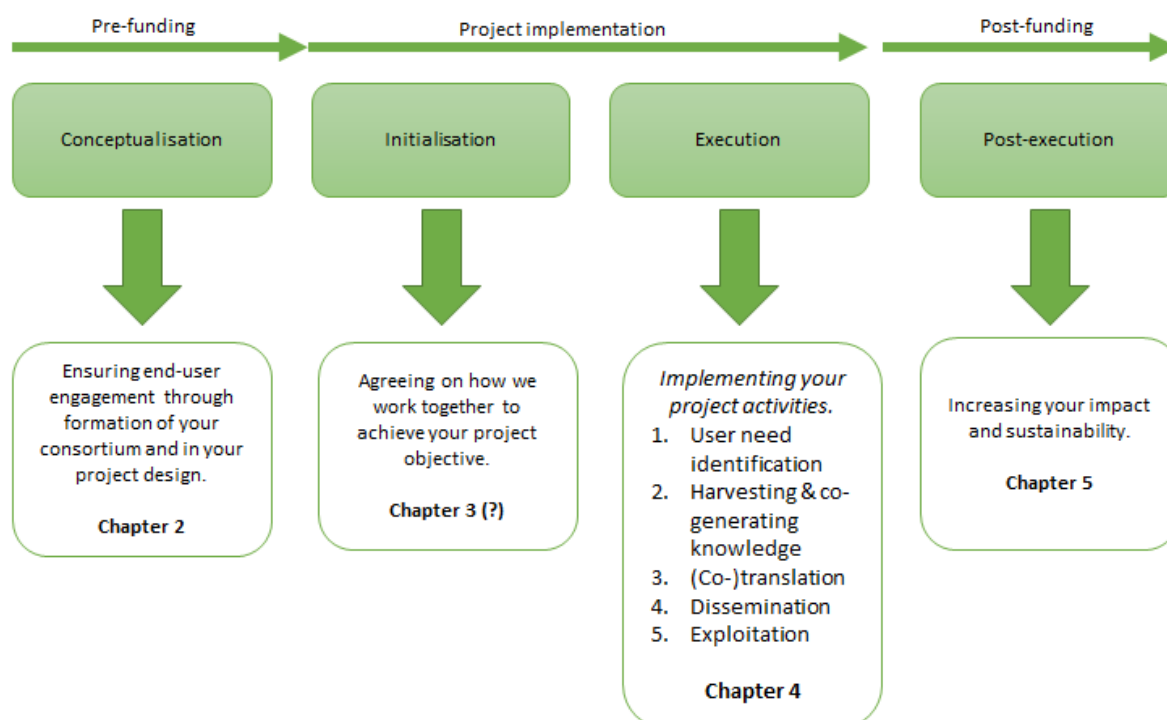 Pre-funding
Project implementation
Post-funding
Conceptualisation
Initialisation
Execution
Post-execution
Ensuring end-user
engagement through
formation of your
consortium and in your
project design.
Chapter 2
Agreeing on how we
work together to
achieve your project
objective.
Chapter 3 (?)
Implementing your
project activities.
1. User need
identification
2. Harvesting & co-
generating
knowledge
3. (Co-)translation
4. Dissemination
5. Exploitation
Chapter 4
Increasing your impact
and sustainability.
Chapter 5